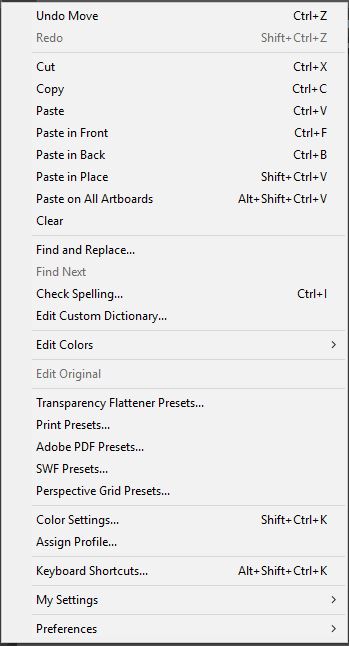 Undo Move Ctrl+Z
Redo Shift+Ctrl+Z
Cut Ctrl+X
Copy Ctrl+C
Paste Ctrl+V
Paste in Front Ctrl+F
Paste in Back Ctrl+B
Paste in Place Shift+Ctrl+V
Paste on All Artboards Alt+Shift+Ctrl+V
Clear
Find and Replace...
Find Next
Check Spelling... Ctrl+I
Edit Custom Dictionary...
Edit Colors
Edit Original
Transparency Flattener Presets...
Print Presets...
Adobe PDF Presets...
SWF Presets...
Perspective Grid Presets...
Color Settings... Shift+Ctrl+K
Assign Profile...
Keyboard Shortcuts... Alt+Shift+Ctrl+K
My Settings
Preferences